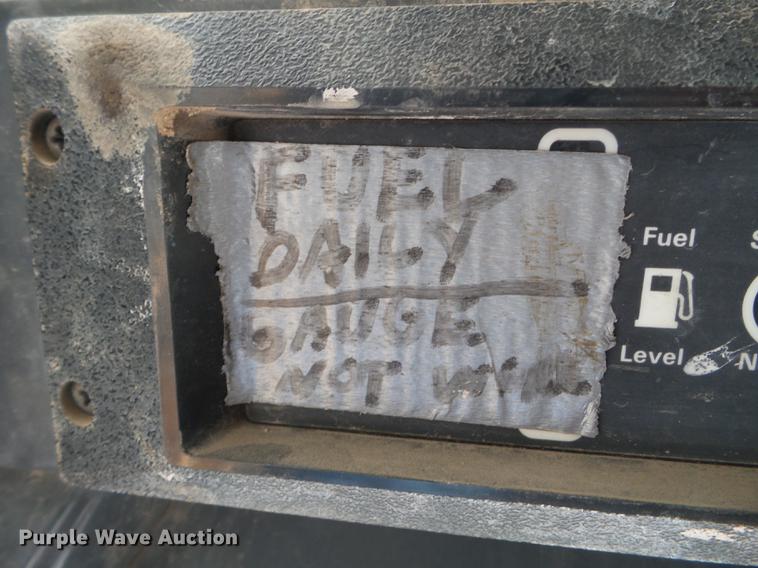 FUEL
DAILY
GAUGE
NOT
Fuel
Level
S
N
Purple Wave Auction